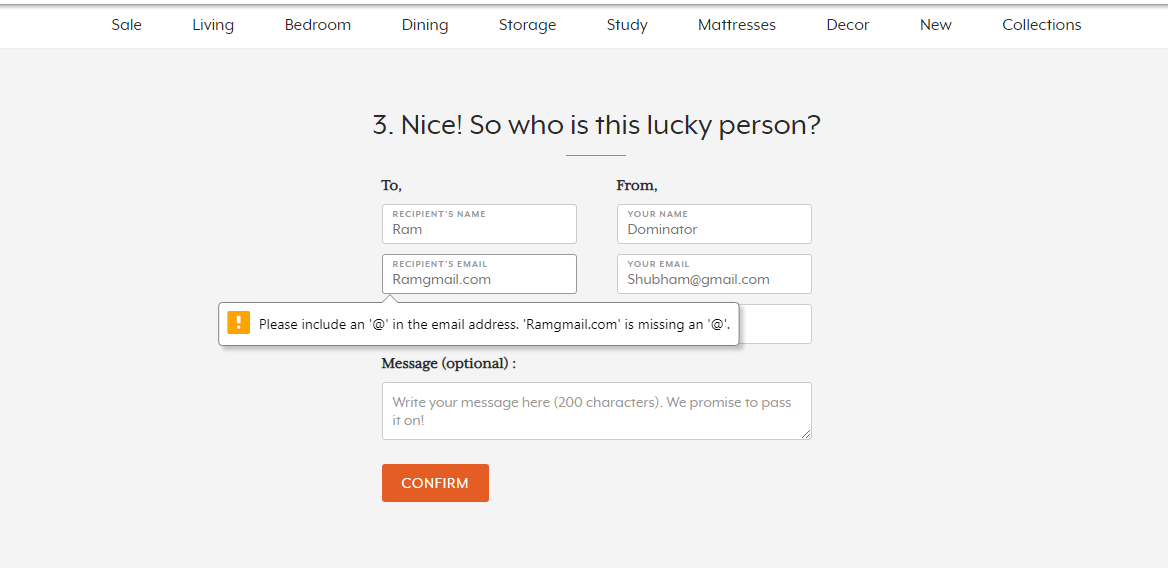 Sale Living Bedroom Dining Storage Study Mattresses Decor New Collections
3. Nice! So who is this lucky person?
To,
From,
RECIPIENT'S NAME
Ram
YOUR NAME
Dominator
RECIPIENT'S EMAIL
Ramgmail.com
YOUR EMAIL
Shubham@gmail.com
Please include an '@' in the email address. 'Ramgmail.com' is missing an '@'.
Message (optional) :
Write your message here (200 characters). We promise to pass
it on!
CONFIRM